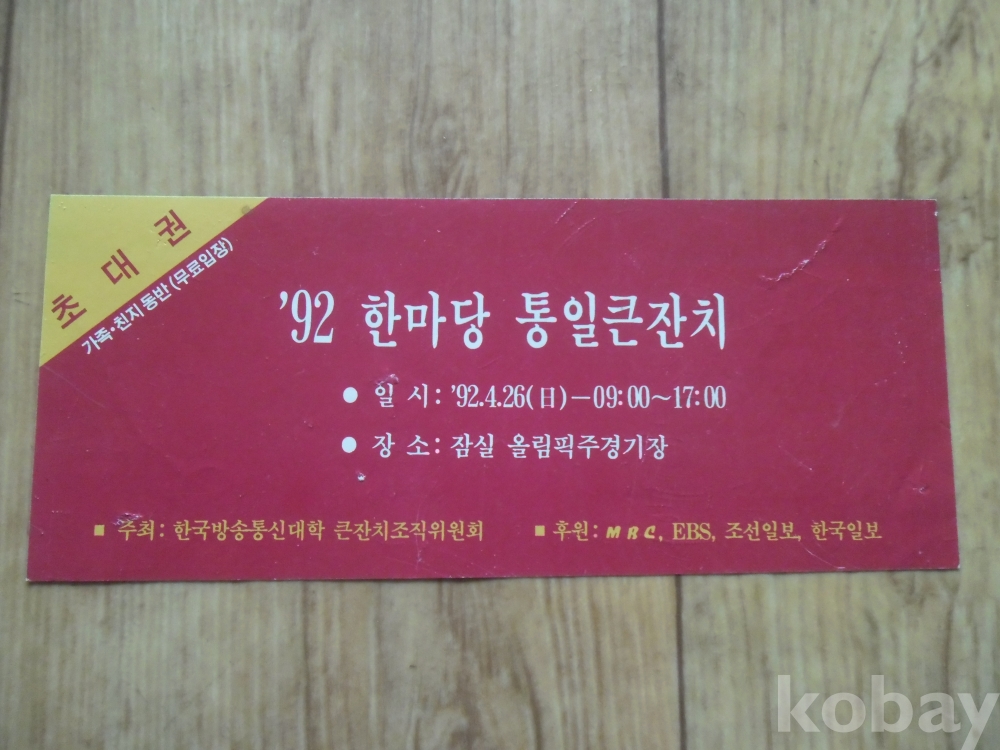 초대권
가족·친지 동반 (무료입장)
'92 한마당 통일큰잔치
● 일 시: '92.4.26(日)－09:00～17:00
● 장 소: 잠실 올림픽주경기장
■ 주최: 한국방송통신대학 큰잔치조직위원회 ■ 후원: MBC, EBS, 조선일보, 한국일보
kobay